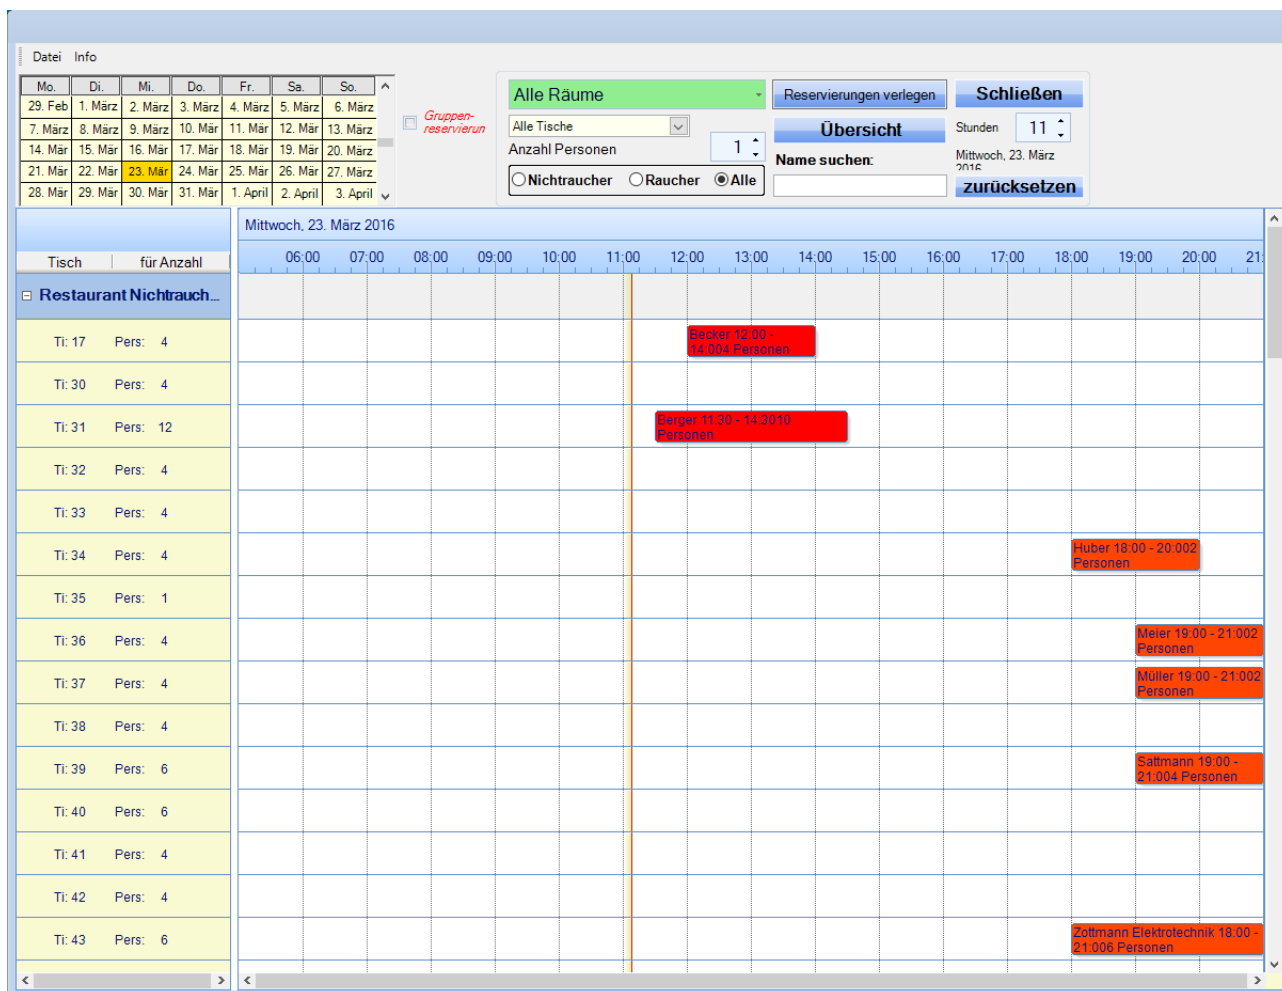 Datei Info
Mo. Di. Mi. Do. Fr. Sa. So.
29. Feb 1. März 2. März 3. März 4. März 5. März 6. März
7. März 8. März 9. März 10. Mär 11. Mär 12. Mär 13. März
14. Mär 15. Mär 16. Mär 17. Mär 18. Mär 19. Mär 20. März
21. Mär 22. Mär 23. Mär 24. Mär 25. Mär 26. Mär 27. März
28. Mär 29. Mär 30. Mär 31. Mär 1. April 2. April 3. April
Gruppen-
reservierun
Alle Räume
Alle Tische
Anzahl Personen 1
Nichtraucher Raucher Alle
Reservierungen verlegen
Übersicht
Name suchen:
Schließen
Stunden 11
Mittwoch, 23. März
2016
zurücksetzen
Mittwoch, 23. März 2016
Tisch für Anzahl
06:00 07:00 08:00 09:00 10:00 11:00 12:00 13:00 14:00 15:00 16:00 17:00 18:00 19:00 20:00 21:
Restaurant Nichtrauch...
Ti: 17 Pers: 4
Becker 12:00 -
14:004 Personen
Ti: 30 Pers: 4
Ti: 31 Pers: 12
Berger 11:30 - 14:3010
Personen
Ti: 32 Pers: 4
Ti: 33 Pers: 4
Ti: 34 Pers: 4
Huber 18:00 - 20:002
Personen
Ti: 35 Pers: 1
Ti: 36 Pers: 4
Meier 19:00 - 21:002
Personen
Ti: 37 Pers: 4
Müller 19:00 - 21:002
Personen
Ti: 38 Pers: 4
Ti: 39 Pers: 6
Sattmann 19:00 -
21:004 Personen
Ti: 40 Pers: 6
Ti: 41 Pers: 4
Ti: 42 Pers: 4
Ti: 43 Pers: 6
Zottmann Elektrotechnik 18:00 -
21:006 Personen